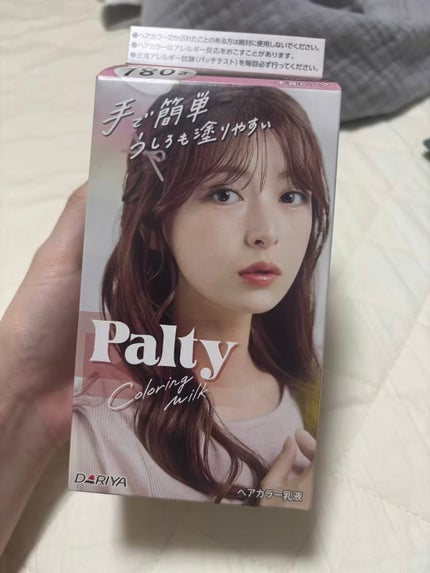 ●ヘアカラーでかぶれたことのある方は絶対に使用しないでください。
●ヘアカラーはアレルギー反応をおこすことがあります。
●皮膚アレルギー試験(パッチテスト)を毎回必ず行ってください。
手で簡単
うしろも塗りやすい
Palty
Coloring
Milk
DARIYA
ヘアカラー乳液